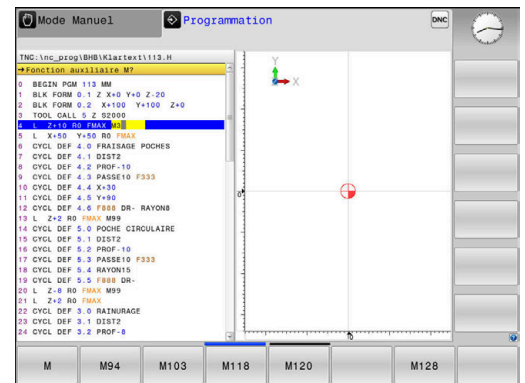 Mode Manuel
Programmation
DNC
TNC:\nc_prog\BHB\Klartext\113.H
→Fonction auxiliaire M?
0 BEGIN PGM 113 MM
1 BLK FORM 0.1 Z X+0 Y+0 Z-20
2 BLK FORM 0.2 X+100 Y+100 Z+0
3 TOOL CALL 5 Z S2000
4 L Z+10 R0 FMAX M3
5 L X+50 Y+50 R0 FMAX
6 CYCL DEF 4.0 FRAISAGE POCHES
7 CYCL DEF 4.1 DIST2
8 CYCL DEF 4.2 PROF-10
9 CYCL DEF 4.3 PASSE10 F333
10 CYCL DEF 4.4 X+30
11 CYCL DEF 4.5 Y+90
12 CYCL DEF 4.6 F888 DR- RAYON8
13 L Z+2 R0 FMAX M99
14 CYCL DEF 5.0 POCHE CIRCULAIRE
15 CYCL DEF 5.1 DIST2
16 CYCL DEF 5.2 PROF-10
17 CYCL DEF 5.3 PASSE10 F333
18 CYCL DEF 5.4 RAYON15
19 CYCL DEF 5.5 F888 DR-
20 L Z-8 R0 FMAX M99
21 L Z+2 R0 FMAX
22 CYCL DEF 3.0 RAINURAGE
23 CYCL DEF 3.1 DIST2
24 CYCL DEF 3.2 PROF-8
Y
X
0
0
M
M94
M103
M118
M120
M128